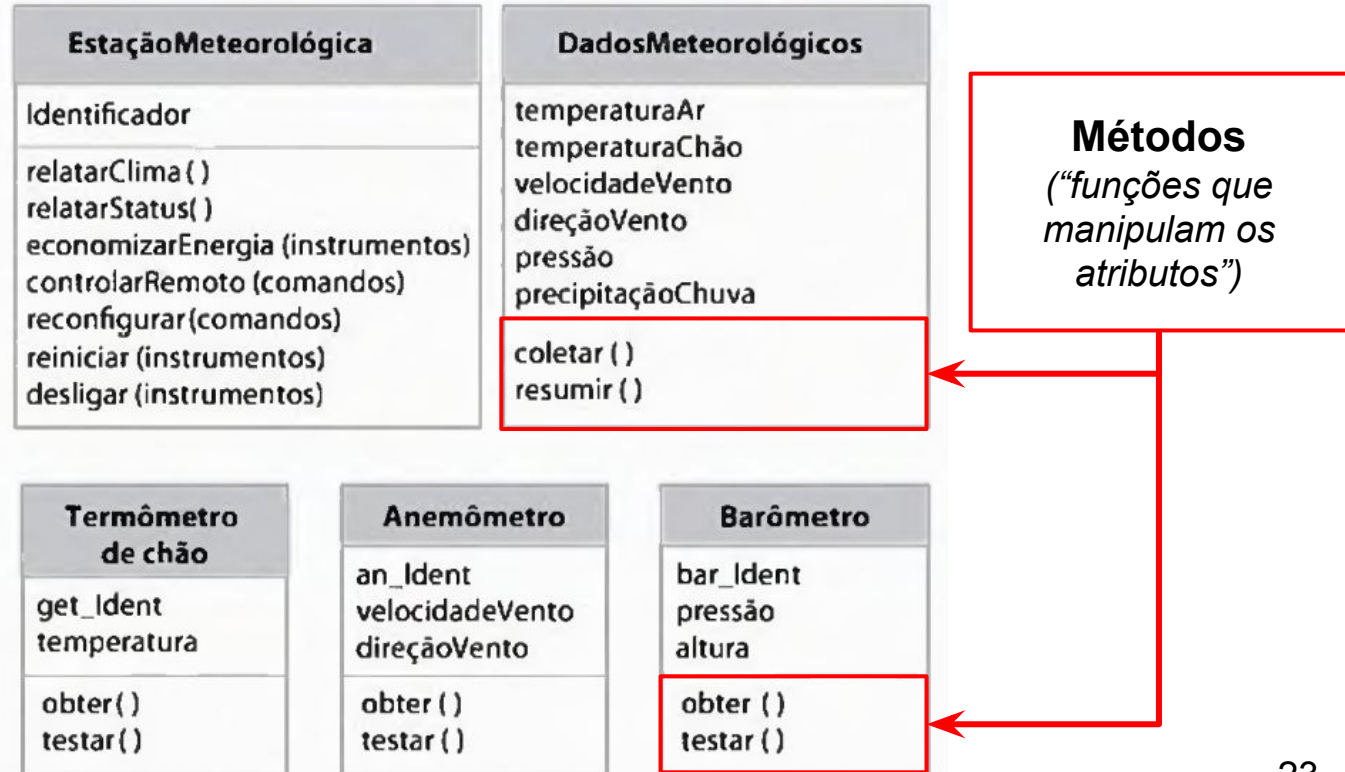 EstaçãoMeteorológica
Identificador
relatarClima ( )
relatarStatus( )
economizarEnergia (instrumentos)
controlarRemoto (comandos)
reconfigurar(comandos)
reiniciar (instrumentos)
desligar (instrumentos)
DadosMeteorológicos
temperaturaAr
temperaturaChão
velocidadeVento
direçãoVento
pressão
precipitaçãoChuva
coletar ( )
resumir ( )
Métodos
(“funções que
manipulam os
atributos”)
Termômetro
de chão
get_Ident
temperatura
obter( )
testar( )
Anemômetro
an_Ident
velocidadeVento
direçãoVento
obter ( )
testar ( )
Barômetro
bar_Ident
pressão
altura
obter ( )
testar ( )